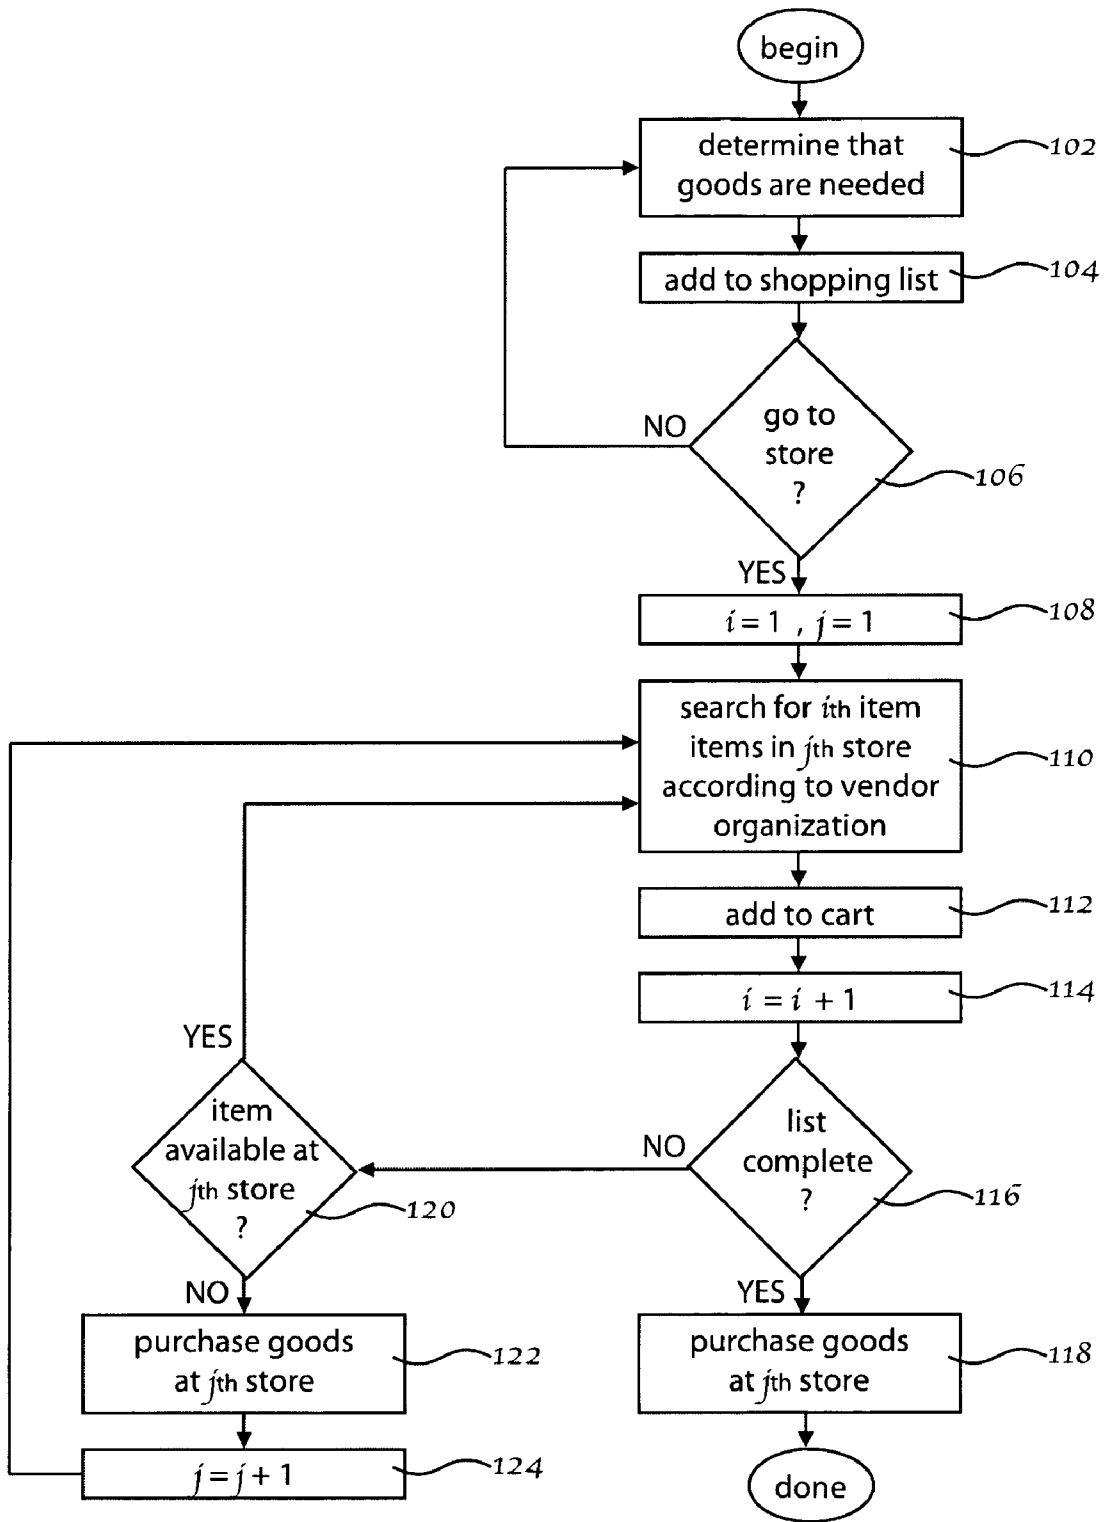 begin
determine that
goods are needed
102
add to shopping list
104
go to
store
?
106
NO
YES
i = 1 , j = 1
108
search for ith item
items in jth store
according to vendor
organization
110
add to cart
112
i = i + 1
114
list
complete
?
116
NO
YES
item
available at
jth store
?
120
YES
NO
purchase goods
at jth store
122
j = j + 1
124
purchase goods
at jth store
118
done